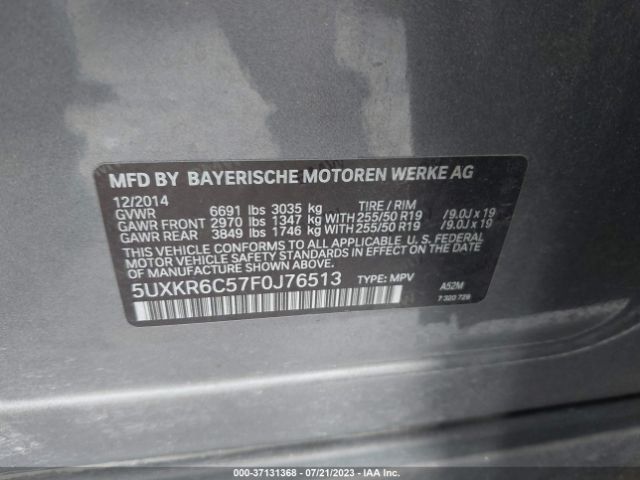 MFD BY BAYERISCHE MOTOREN WERKE AG
12/2014 TIRE / RIM
GVWR 6691 lbs 3035 kg
GAWR FRONT 2970 lbs 1347 kg WITH 255/50 R19 /9.0J x 19
GAWR REAR 3849 lbs 1746 kg WITH 255/50 R19 /9.0J x 19
THIS VEHICLE CONFORMS TO ALL APPLICABLE U. S. FEDERAL
MOTOR VEHICLE SAFETY STANDARDS IN EFFECT
ON THE DATE OF MANUFACTURE SHOWN ABOVE.
5UXKR6C57F0J76513 TYPE: MPV A52M
7 320 728
000-37131368 - 07/21/2023 - IAA Inc.